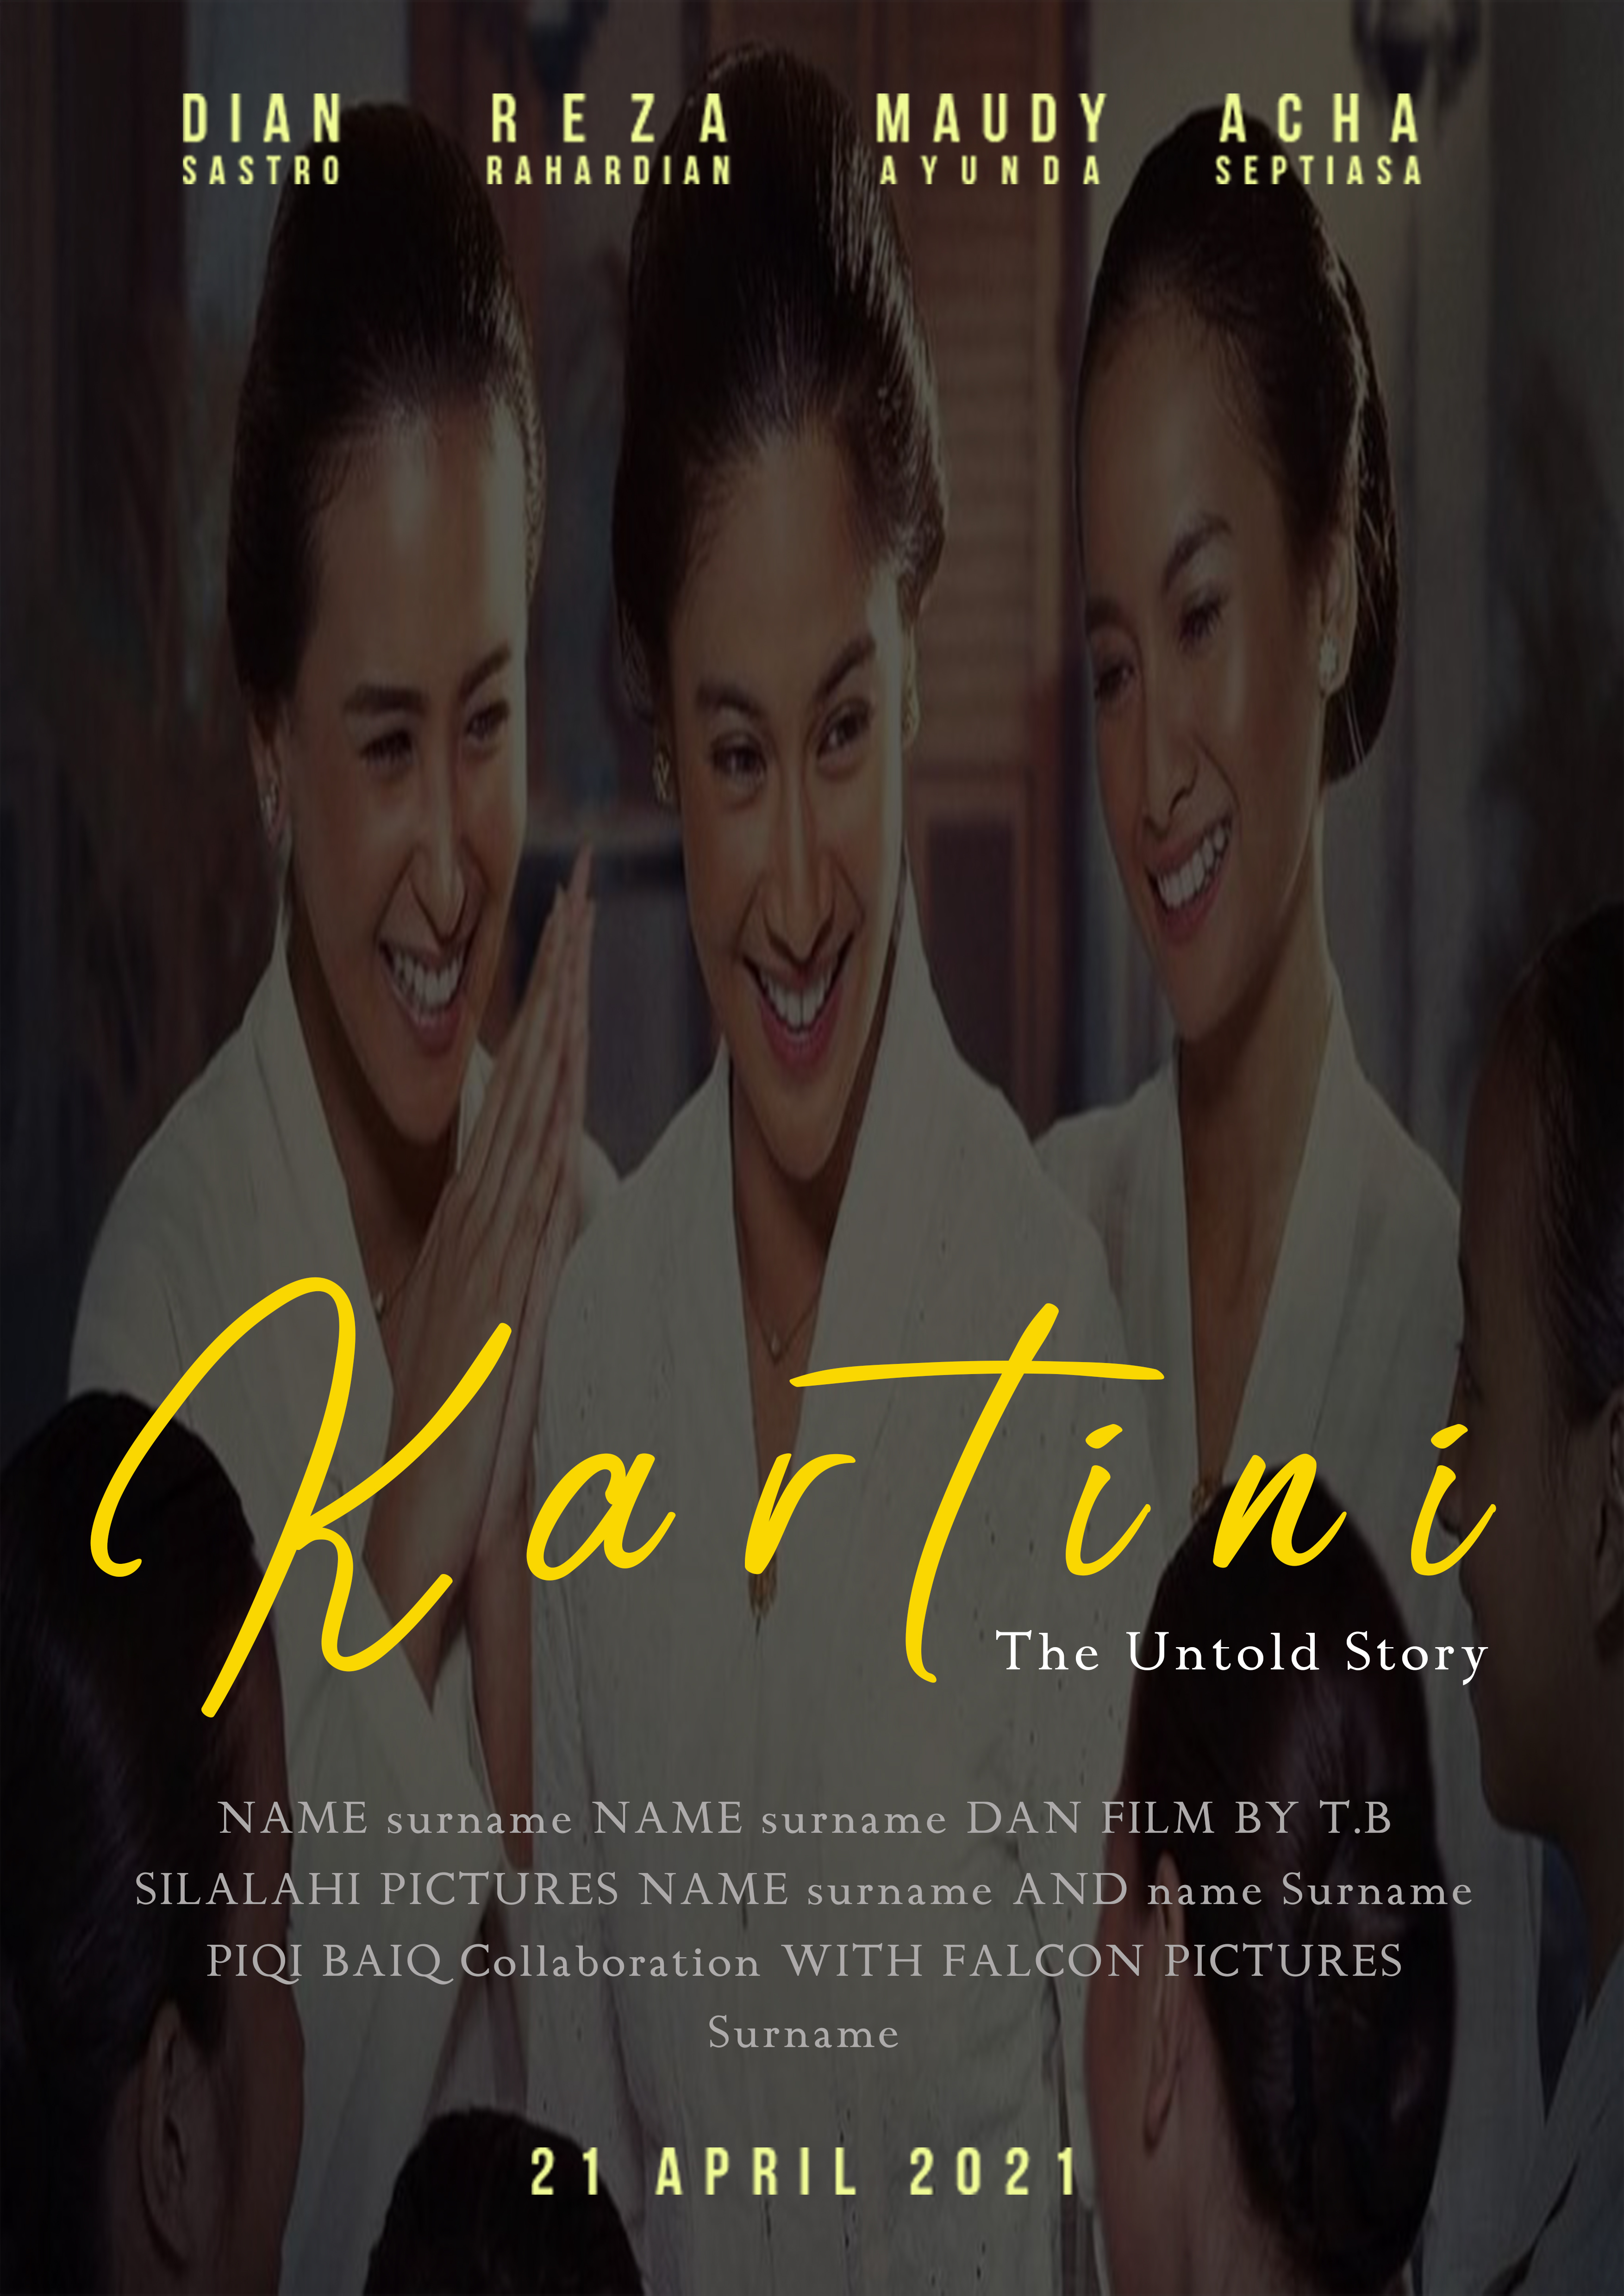 DIAN REZA MAUDY ACHA
SASTRO RAHARDIAN AYUNDA SEPTIASA
Kartini
The Untold Story
NAME surname NAME surname DAN FILM BY T.B
SILALAHI PICTURES NAME surname AND name Surname
PIQI BAIQ Collaboration WITH FALCON PICTURES
Surname
21 APRIL 2021